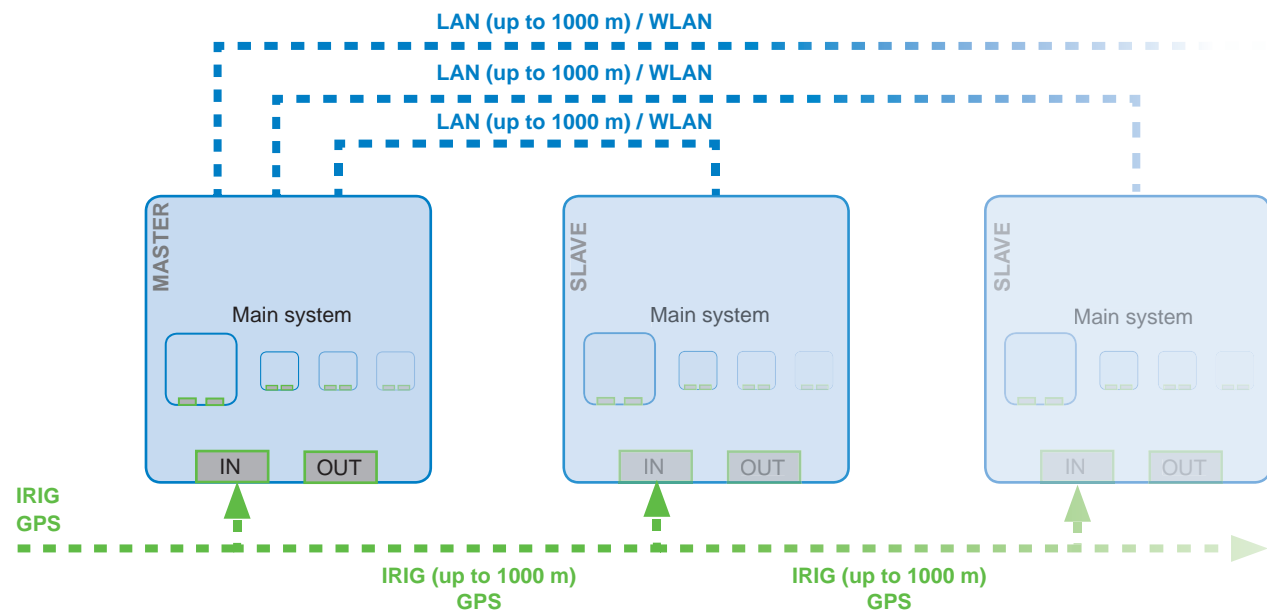 LAN (up to 1000 m) / WLAN
LAN (up to 1000 m) / WLAN
LAN (up to 1000 m) / WLAN
MASTER
Main system
IN
OUT
SLAVE
Main system
IN
OUT
SLAVE
Main system
IN
OUT
IRIG
GPS
IRIG (up to 1000 m)
GPS
IRIG (up to 1000 m)
GPS